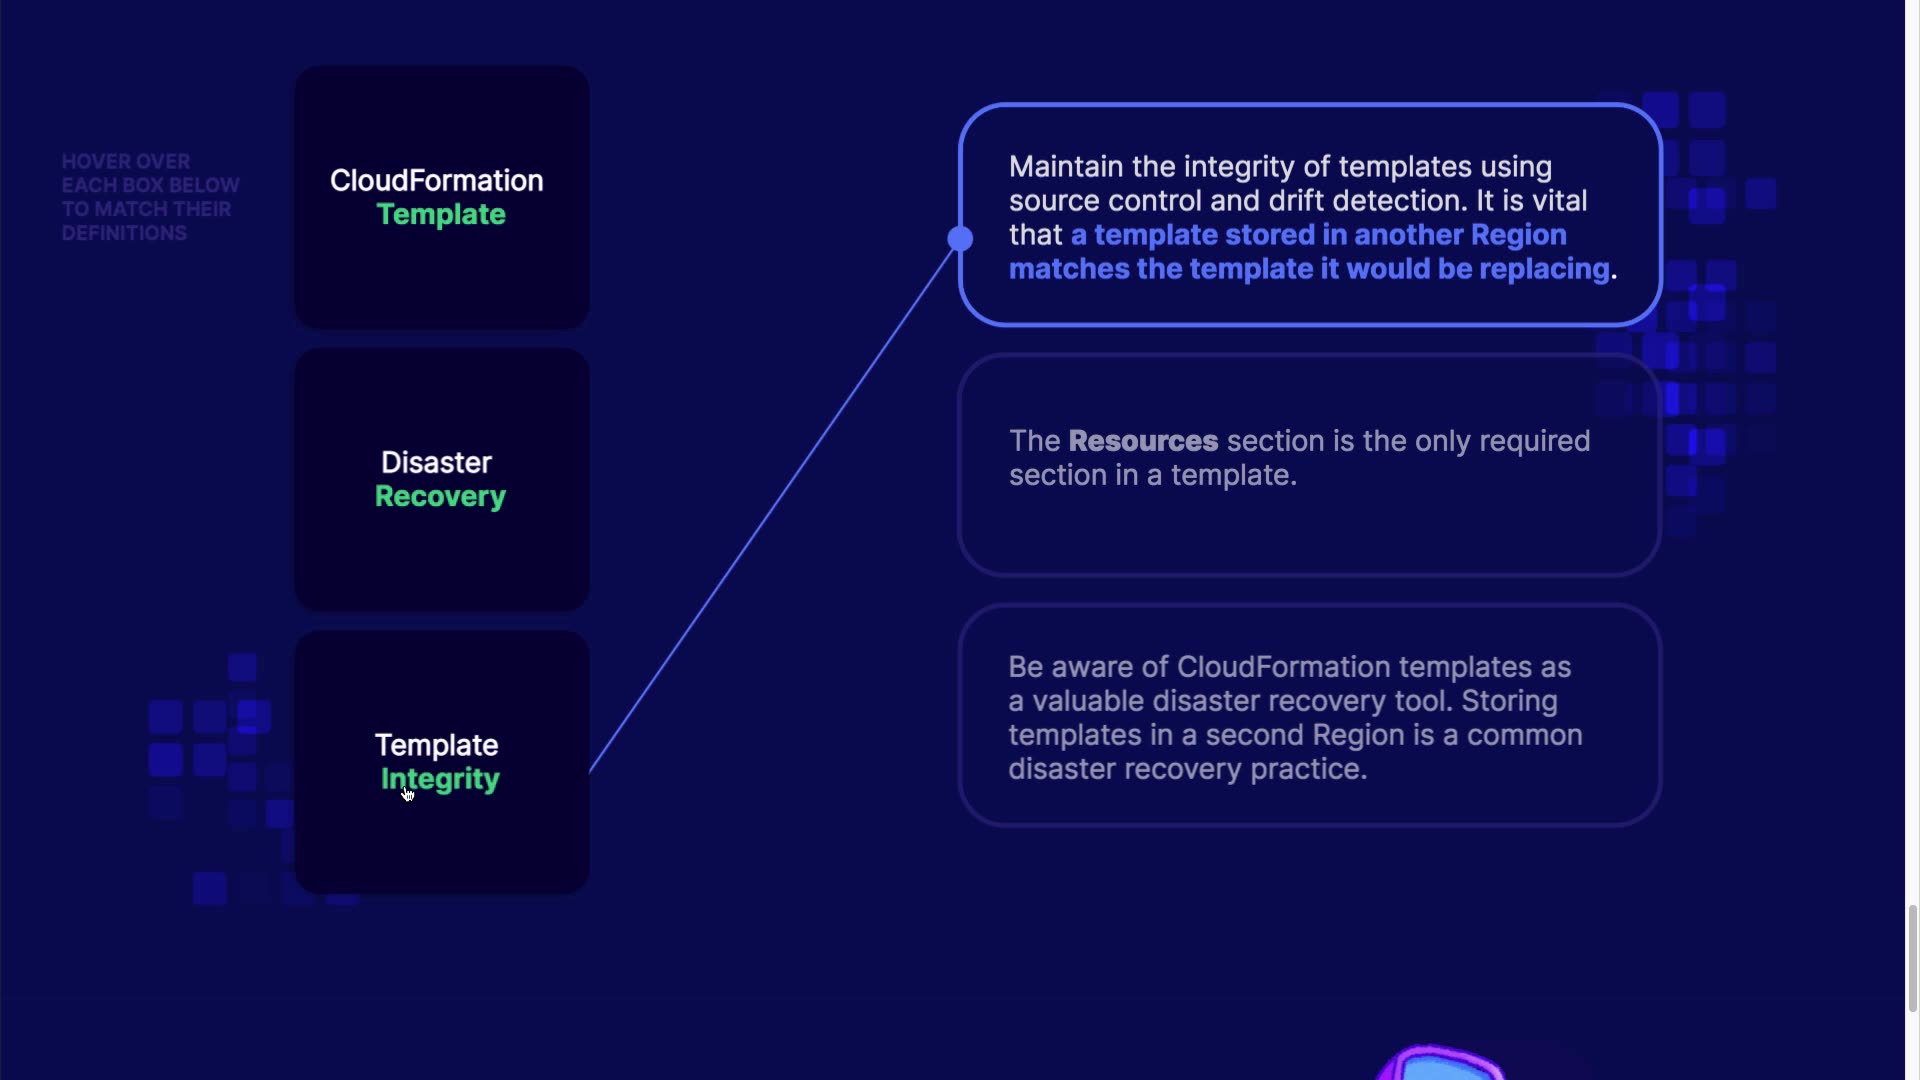 HOVER OVER
EACH BOX BELOW
TO MATCH THEIR
DEFINITIONS
CloudFormation
Template
Disaster
Recovery
Template
Integrity
Maintain the integrity of templates using
source control and drift detection. It is vital
that a template stored in another Region
matches the template it would be replacing.
The Resources section is the only required
section in a template.
Be aware of CloudFormation templates as
a valuable disaster recovery tool. Storing
templates in a second Region is a common
disaster recovery practice.